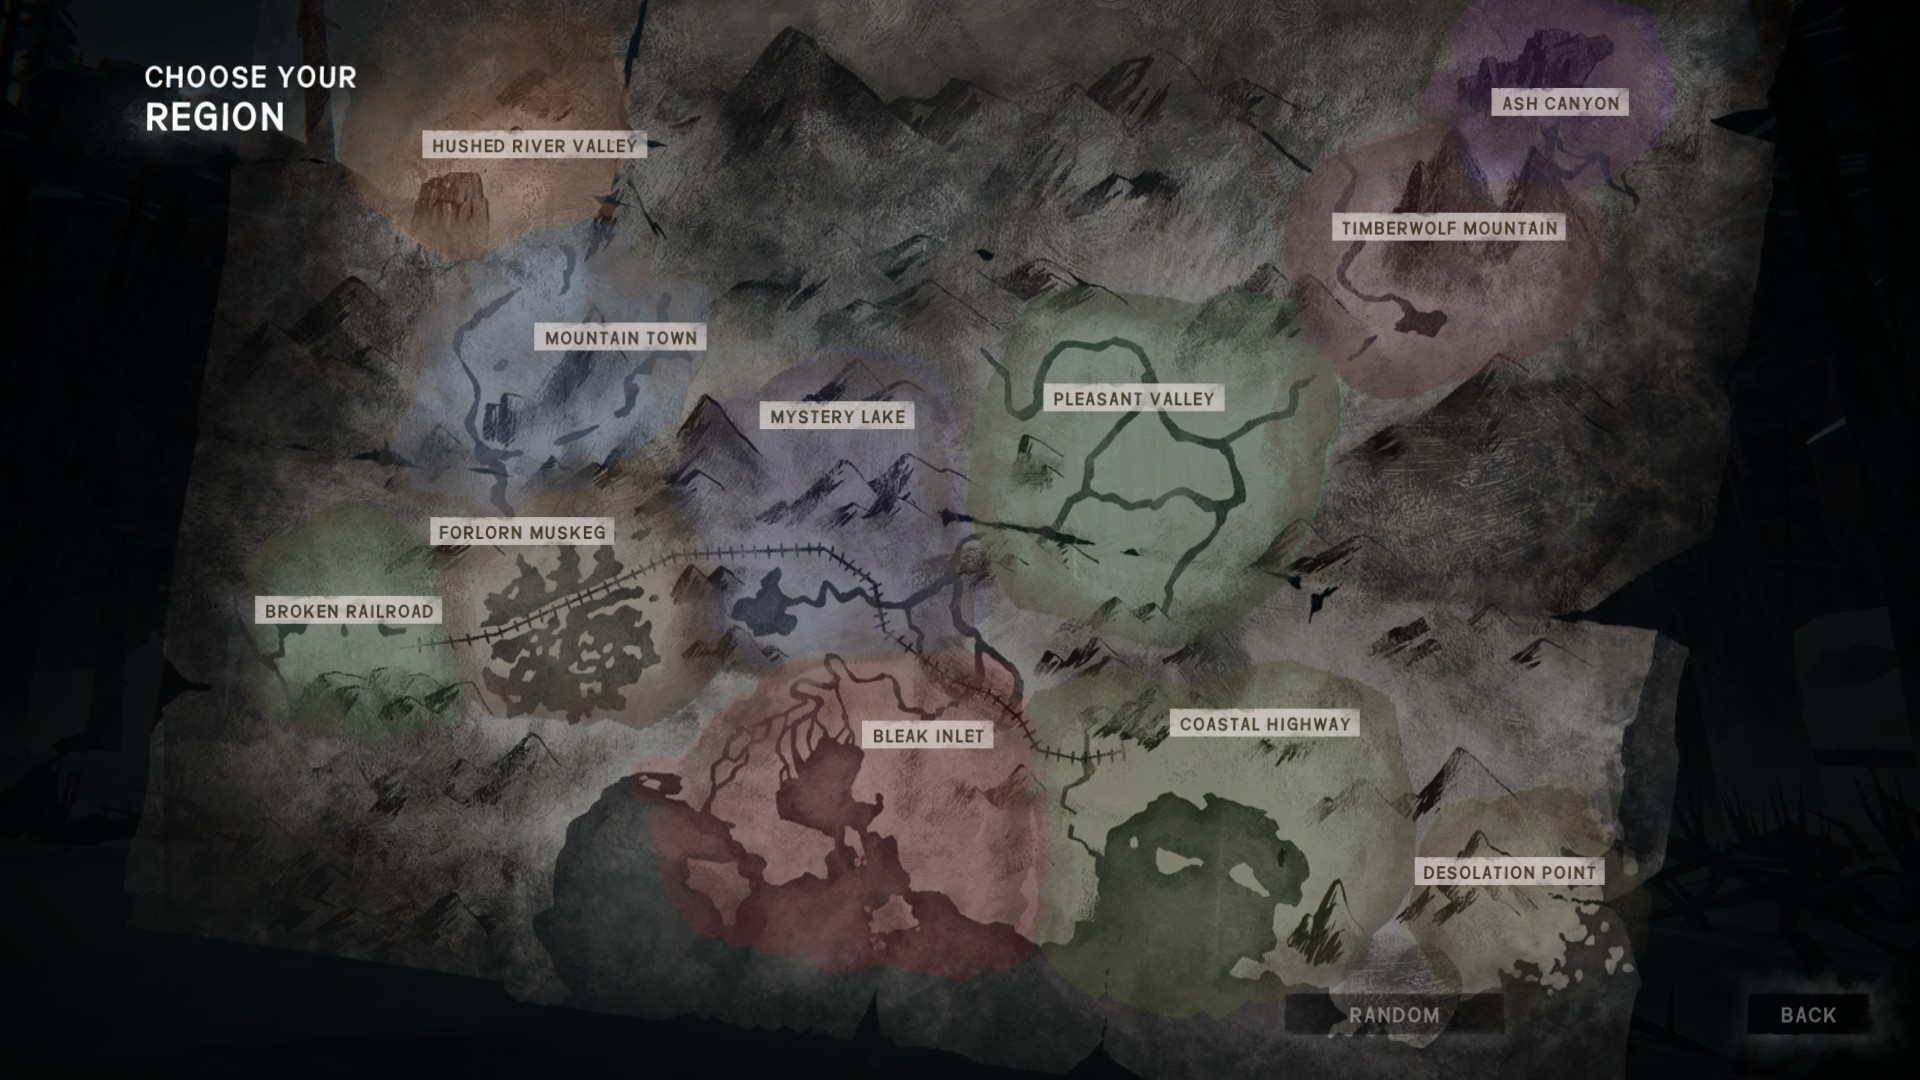 CHOOSE YOUR
REGION
ASH CANYON
HUSHED RIVER VALLEY
TIMBERWOLF MOUNTAIN
MOUNTAIN TOWN
PLEASANT VALLEY
MYSTERY LAKE
FORLORN MUSKEG
BROKEN RAILROAD
COASTAL HIGHWAY
BLEAK INLET
DESOLATION POINT
RANDOM
BACK